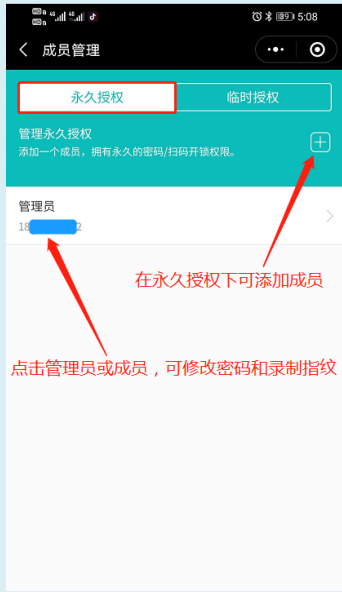 5:08
成员管理
永久授权
临时授权
管理永久授权
添加一个成员，拥有永久的密码/扫码开锁权限。
管理员
18
2
在永久授权下可添加成员
点击管理员或成员，可修改密码和录制指纹